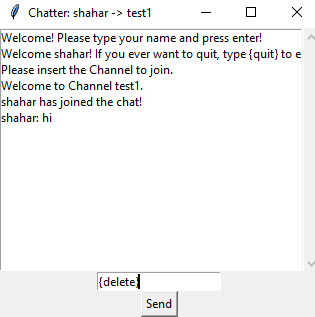 Chatter: shahar -> test1
Welcome! Please type your name and press enter!
Welcome shahar! If you ever want to quit, type {quit} to e
Please insert the Channel to join.
Welcome to Channel test1.
shahar has joined the chat!
shahar: hi
{delete}
Send